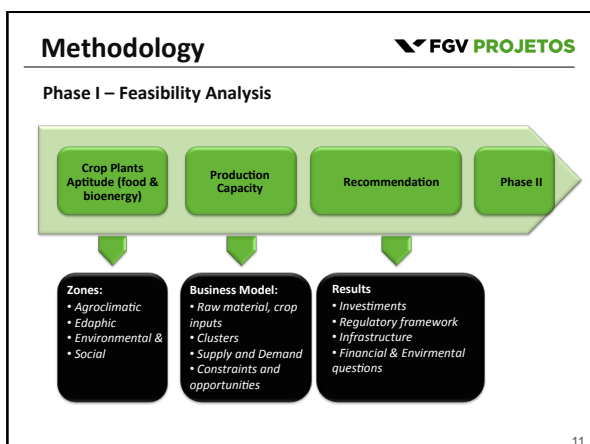 Methodology
FGV PROJETOS
Phase I – Feasibility Analysis
Crop Plants
Aptitude (food &
bioenergy)
Production
Capacity
Recommendation
Phase II
Zones:
• Agroclimatic
• Edaphic
• Environmental &
• Social
Business Model:
• Raw material, crop
inputs
• Clusters
• Supply and Demand
• Constraints and
opportunities
Results
• Investiments
• Regulatory framework
• Infrastructure
• Financial & Envirmental
questions
11